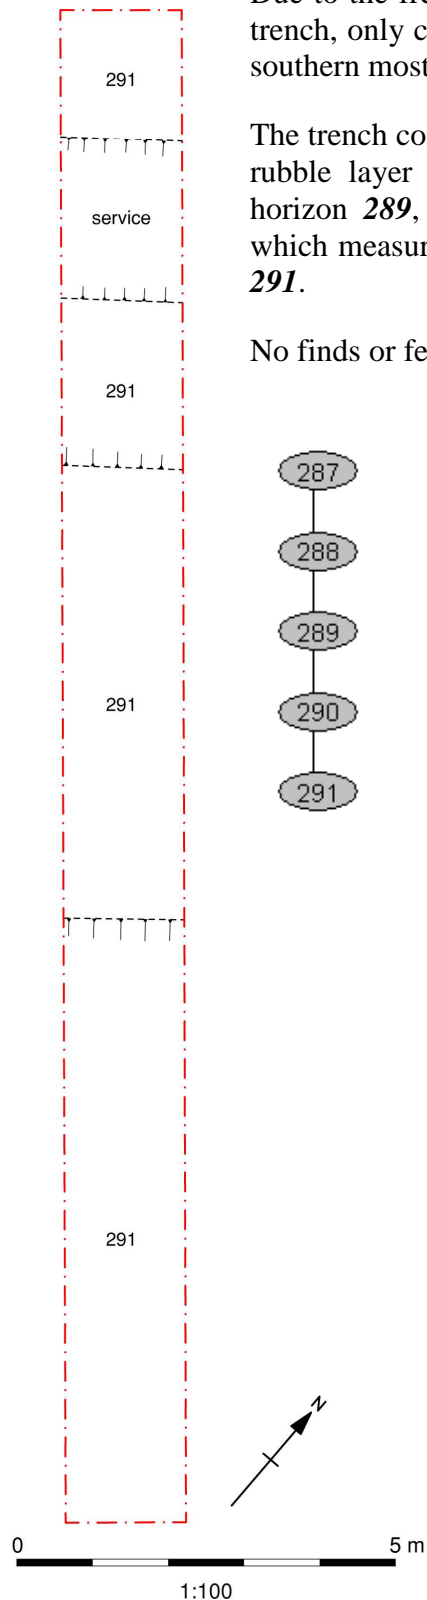 trench, only c
southern most
The trench co
rubble layer
horizon 289,
which measur
291.
No finds or fe
291
service
291
291
291
287
288
289
290
291
N
0 5 m
1:100